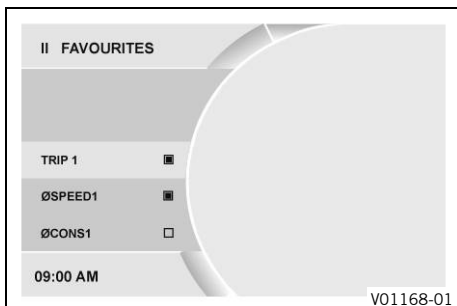 II FAVOURITES
TRIP 1
ØSPEED1
ØCONS1
09:00 AM
V01168-01